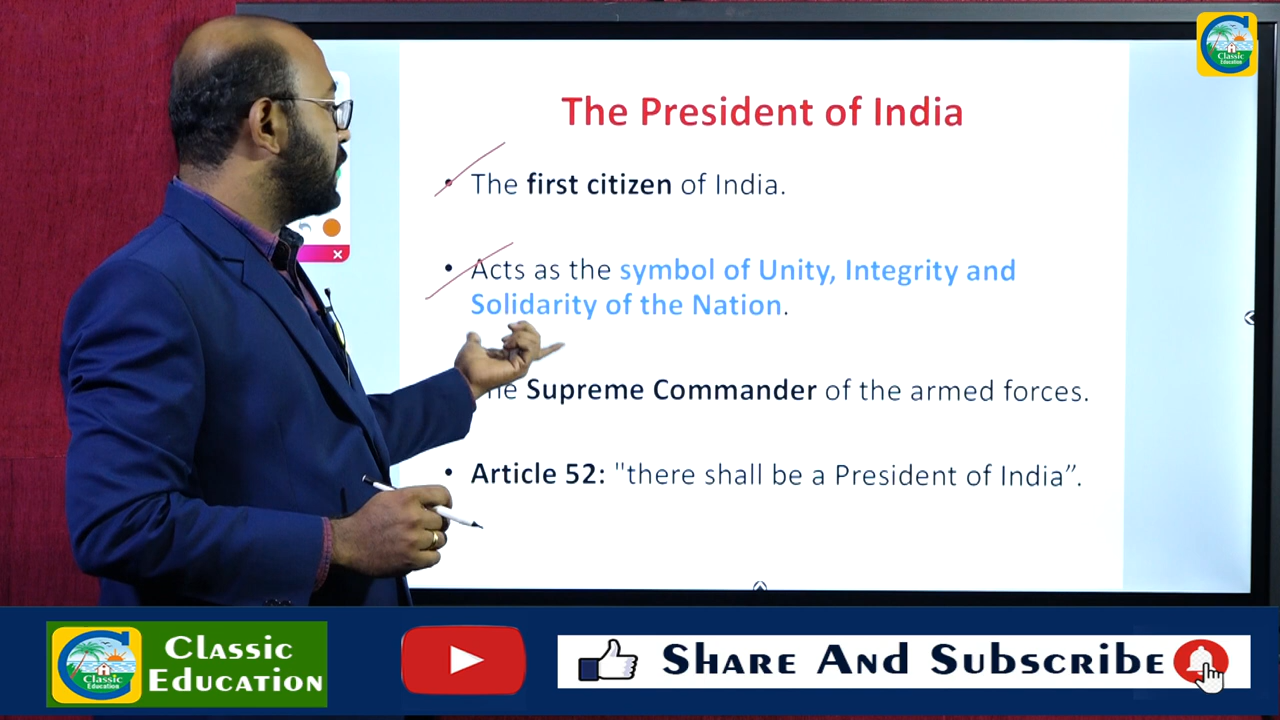 Classic
Education
The President of India
• The first citizen of India.
• Acts as the symbol of Unity, Integrity and
Solidarity of the Nation.
Supreme Commander of the armed forces.
• Article 52: "there shall be a President of India”.
Classic
Education
Classic
Education
Share And Subscribe